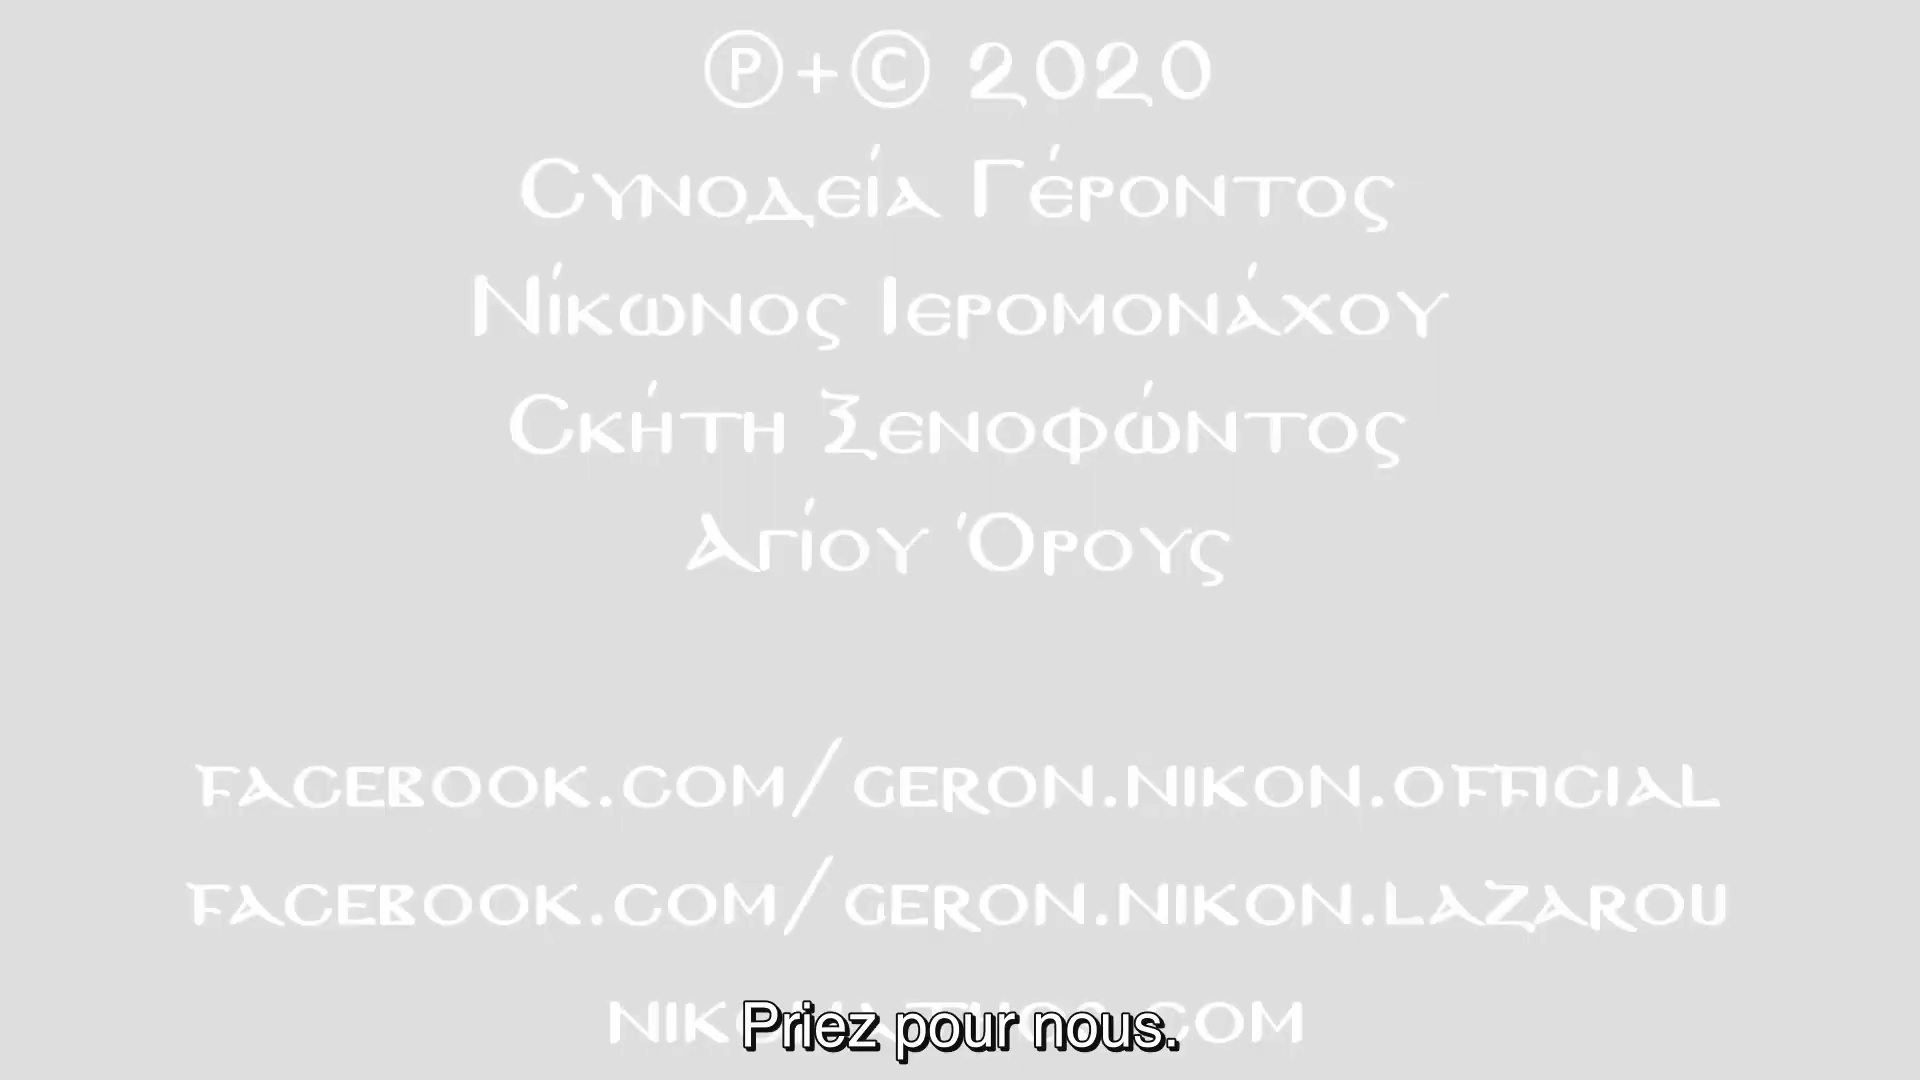 Ⓟ+Ⓒ 2020
Συνοδεία Γέροντος
Νίκωνος Ιερομονάχου
Σκήτη Ξενοφώντος
Αγίου Όρους
FACEBOOK.COM/GERON.NIKON.OFFICIAL
FACEBOOK.COM/GERON.NIKON.LAZAROU
Priez pour nous.